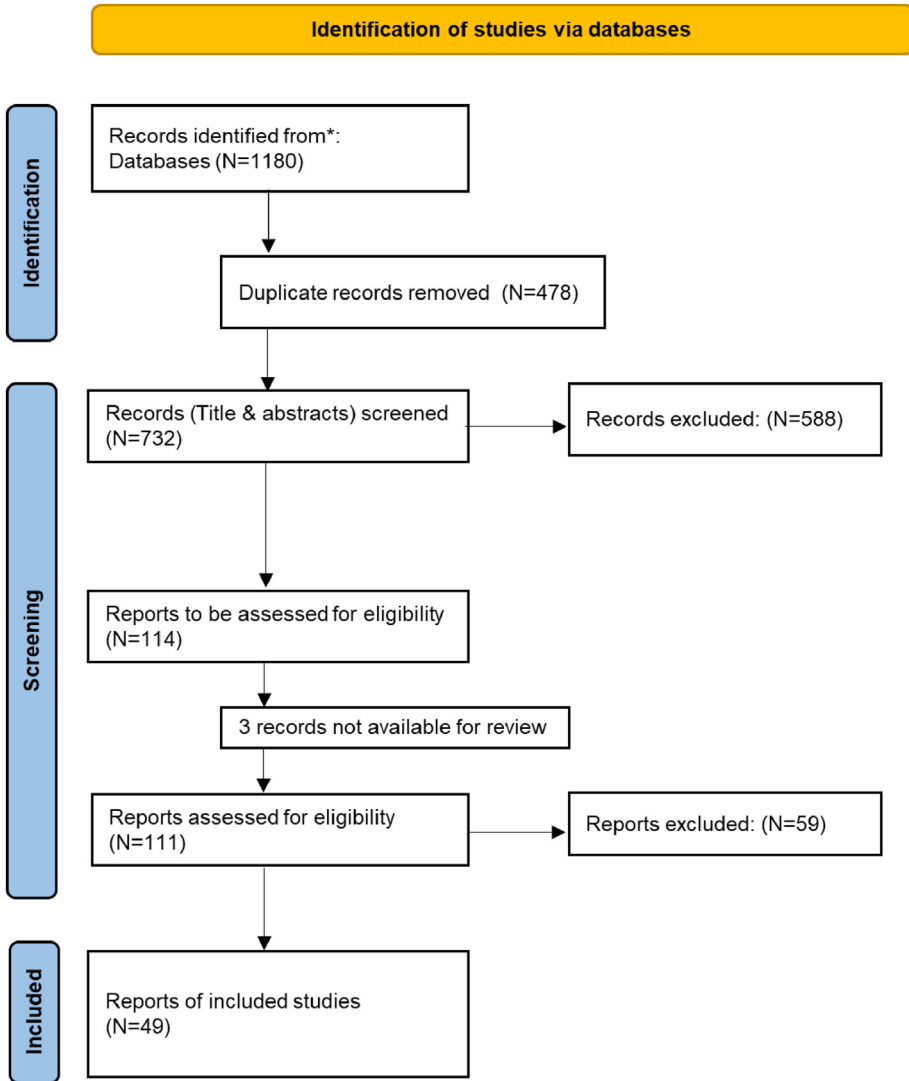 Identification of studies via databases
Identification
Records identified from*:
Databases (N=1180)
Duplicate records removed (N=478)
Screening
Records (Title & abstracts) screened
(N=732)
Records excluded: (N=588)
Reports to be assessed for eligibility
(N=114)
3 records not available for review
Reports assessed for eligibility
(N=111)
Reports excluded: (N=59)
Included
Reports of included studies
(N=49)